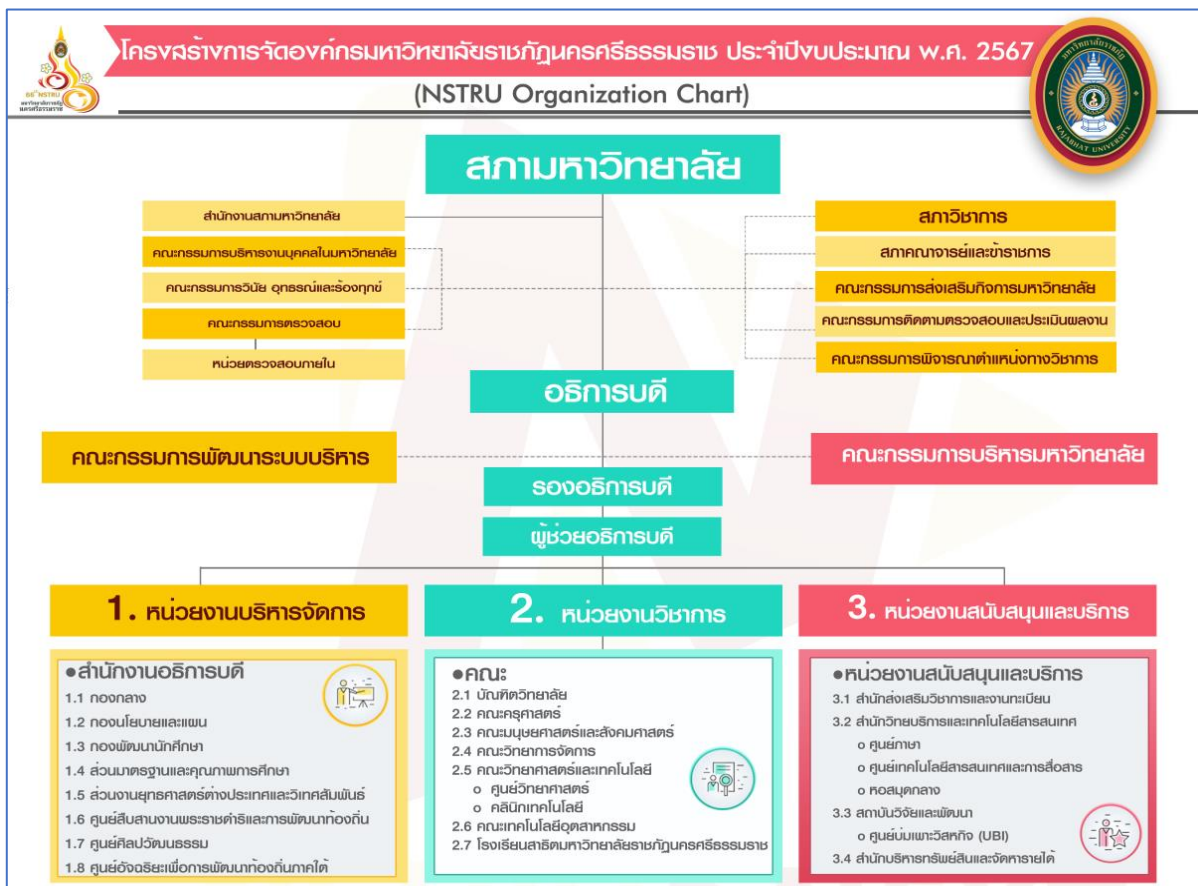 โครงสร้างการจัดองค์กรมหาวิทยาลัยราชภัฏนครศรีธรรมราช ประจำปีงบประมาณ พ.ศ. 2567
(NSTRU Organization Chart)
มหาวิทยาลัยราชภัฏ
RAJABHAT UNIVERSITY
สภามหาวิทยาลัย
สำนักงานสภามหาวิทยาลัย
คณะกรรมการบริหารงานบุคคลในมหาวิทยาลัย
คณะกรรมการวินัย อุทธรณ์และร้องทุกข์
คณะกรรมการตรวจสอบ
หน่วยตรวจสอบภายใน
สภาวิชาการ
สภาคณาจารย์และข้าราชการ
คณะกรรมการส่งเสริมกิจการมหาวิทยาลัย
คณะกรรมการติดตามตรวจสอบและประเมินผลงาน
คณะกรรมการพิจารณาตำแหน่งทางวิชาการ
อธิการบดี
คณะกรรมการพัฒนาระบบบริหาร
คณะกรรมการบริหารมหาวิทยาลัย
รองอธิการบดี
ผู้ช่วยอธิการบดี
1. หน่วยงานบริหารจัดการ
●สำนักงานอธิการบดี
1.1 กองกลาง
1.2 กองนโยบายและแผน
1.3 กองพัฒนานักศึกษา
1.4 ส่วนมาตรฐานและคุณภาพการศึกษา
1.5 ส่วนงานยุทธศาสตร์ต่างประเทศและวิเทศสัมพันธ์
1.6 ศูนย์สืบสานงานพระราชดำริและการพัฒนาท้องถิ่น
1.7 ศูนย์ศิลปวัฒนธรรม
1.8 ศูนย์อัจฉริยะเพื่อการพัฒนาท้องถิ่นภาคใต้
2. หน่วยงานวิชาการ
●คณะ
2.1 บัณฑิตวิทยาลัย
2.2 คณะครุศาสตร์
2.3 คณะมนุษยศาสตร์และสังคมศาสตร์
2.4 คณะวิทยาการจัดการ
2.5 คณะวิทยาศาสตร์และเทคโนโลยี
o ศูนย์วิทยาศาสตร์
o คลินิกเทคโนโลยี
2.6 คณะเทคโนโลยีอุตสาหกรรม
2.7 โรงเรียนสาธิตมหาวิทยาลัยราชภัฏนครศรีธรรมราช
3. หน่วยงานสนับสนุนและบริการ
●หน่วยงานสนับสนุนและบริการ
3.1 สำนักส่งเสริมวิชาการและงานทะเบียน
3.2 สำนักวิทยบริการและเทคโนโลยีสารสนเทศ
o ศูนย์ภาษา
o ศูนย์เทคโนโลยีสารสนเทศและการสื่อสาร
o หอสมุดกลาง
3.3 สถาบันวิจัยและพัฒนา
o ศูนย์บ่มเพาะวิสหกิจ (UBI)
3.4 สำนักบริหารทรัพย์สินและจัดหารายได้